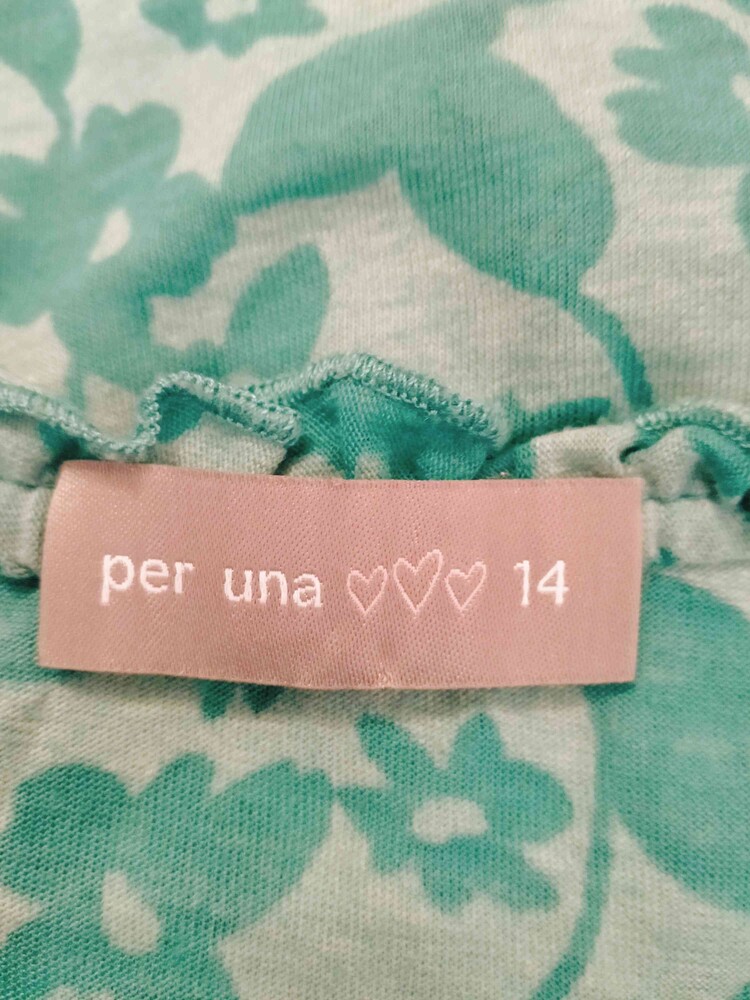 per una ♡♡♡ 14